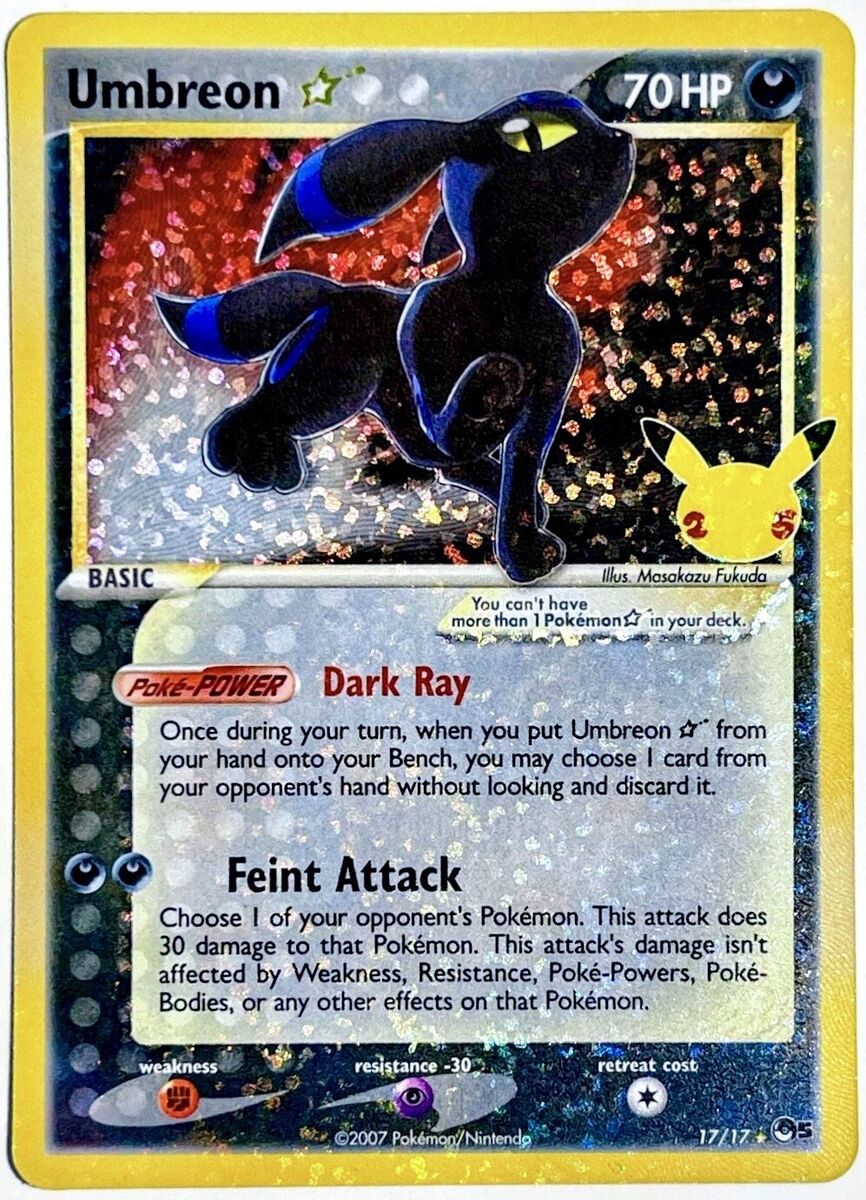 Umbreon ☆ 70 HP
BASIC
Illus. Masakazu Fukuda
You can't have
more than 1 Pokémon ☆ in your deck.
Poké-POWER Dark Ray
Once during your turn, when you put Umbreon ☆ from
your hand onto your Bench, you may choose 1 card from
your opponent's hand without looking and discard it.
Feint Attack
Choose 1 of your opponent's Pokémon. This attack does
30 damage to that Pokémon. This attack's damage isn't
affected by Weakness, Resistance, Poké-Powers, Poké-
Bodies, or any other effects on that Pokémon.
weakness resistance -30 retreat cost
©2007 Pokémon/Nintendo 17/17 ★ 5
25